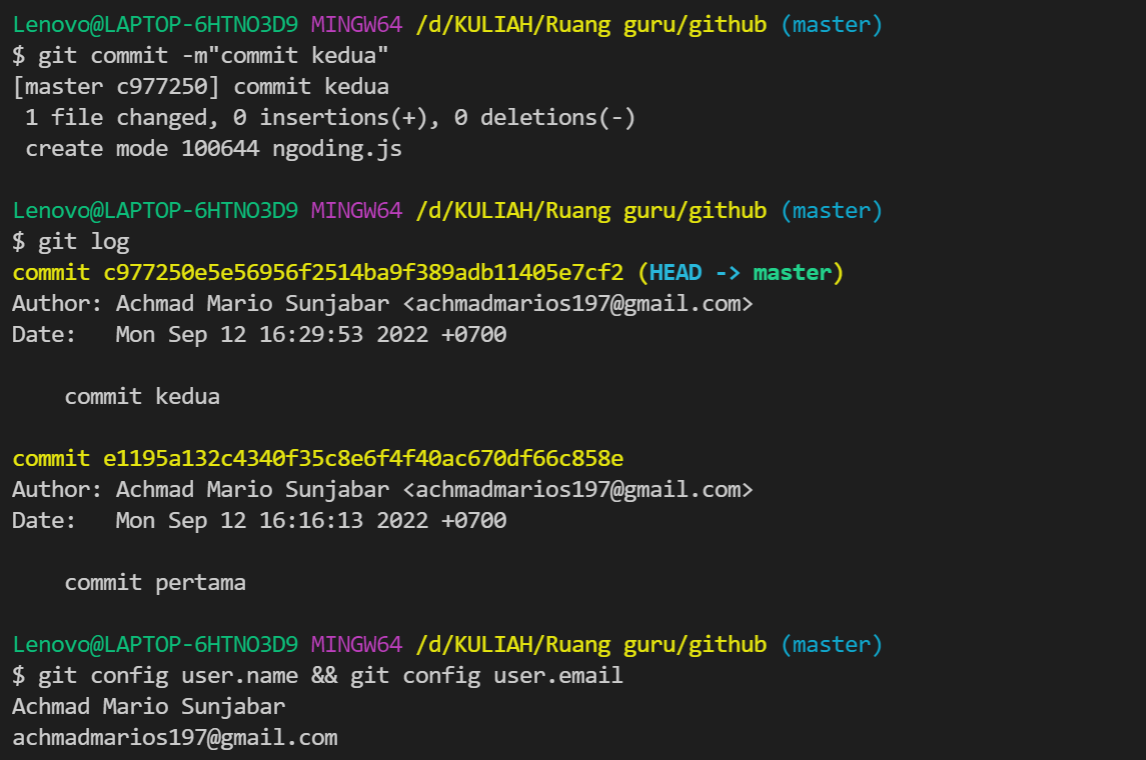 Lenovo@LAPTOP-6HTNO3D9 MINGW64 /d/KULIAH/Ruang guru/github (master)
$ git commit -m"commit kedua"
[master c977250] commit kedua
 1 file changed, 0 insertions(+), 0 deletions(-)
 create mode 100644 ngoding.js
Lenovo@LAPTOP-6HTNO3D9 MINGW64 /d/KULIAH/Ruang guru/github (master)
$ git log
commit c977250e5e56956f2514ba9f389adb11405e7cf2 (HEAD -> master)
Author: Achmad Mario Sunjabar <achmadmarios197@gmail.com>
Date:   Mon Sep 12 16:29:53 2022 +0700
    commit kedua
commit e1195a132c4340f35c8e6f4f40ac670df66c858e
Author: Achmad Mario Sunjabar <achmadmarios197@gmail.com>
Date:   Mon Sep 12 16:16:13 2022 +0700
    commit pertama
Lenovo@LAPTOP-6HTNO3D9 MINGW64 /d/KULIAH/Ruang guru/github (master)
$ git config user.name && git config user.email
Achmad Mario Sunjabar
achmadmarios197@gmail.com